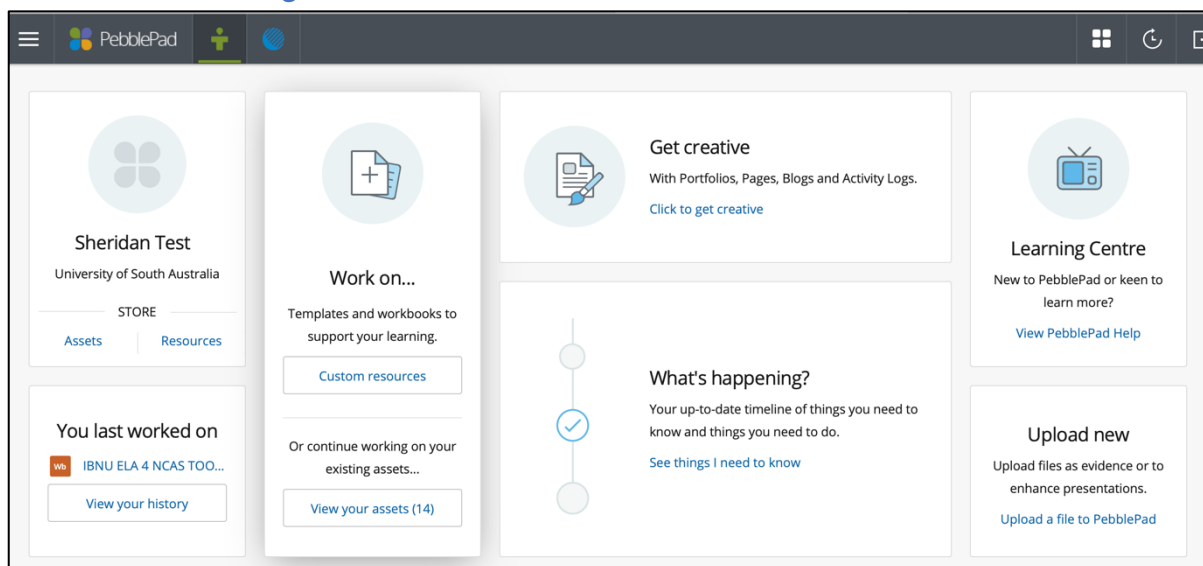 PebblePad
Sheridan Test
University of South Australia
STORE
Assets
Resources
You last worked on
Wb
IBNU ELA 4 NCAS TOO...
View your history
Work on...
Templates and workbooks to
support your learning.
Custom resources
Or continue working on your
existing assets...
View your assets (14)
Get creative
With Portfolios, Pages, Blogs and Activity Logs.
Click to get creative
What's happening?
Your up-to-date timeline of things you need to
know and things you need to do.
See things I need to know
Learning Centre
New to PebblePad or keen to
learn more?
View PebblePad Help
Upload new
Upload files as evidence or to
enhance presentations.
Upload a file to PebblePad